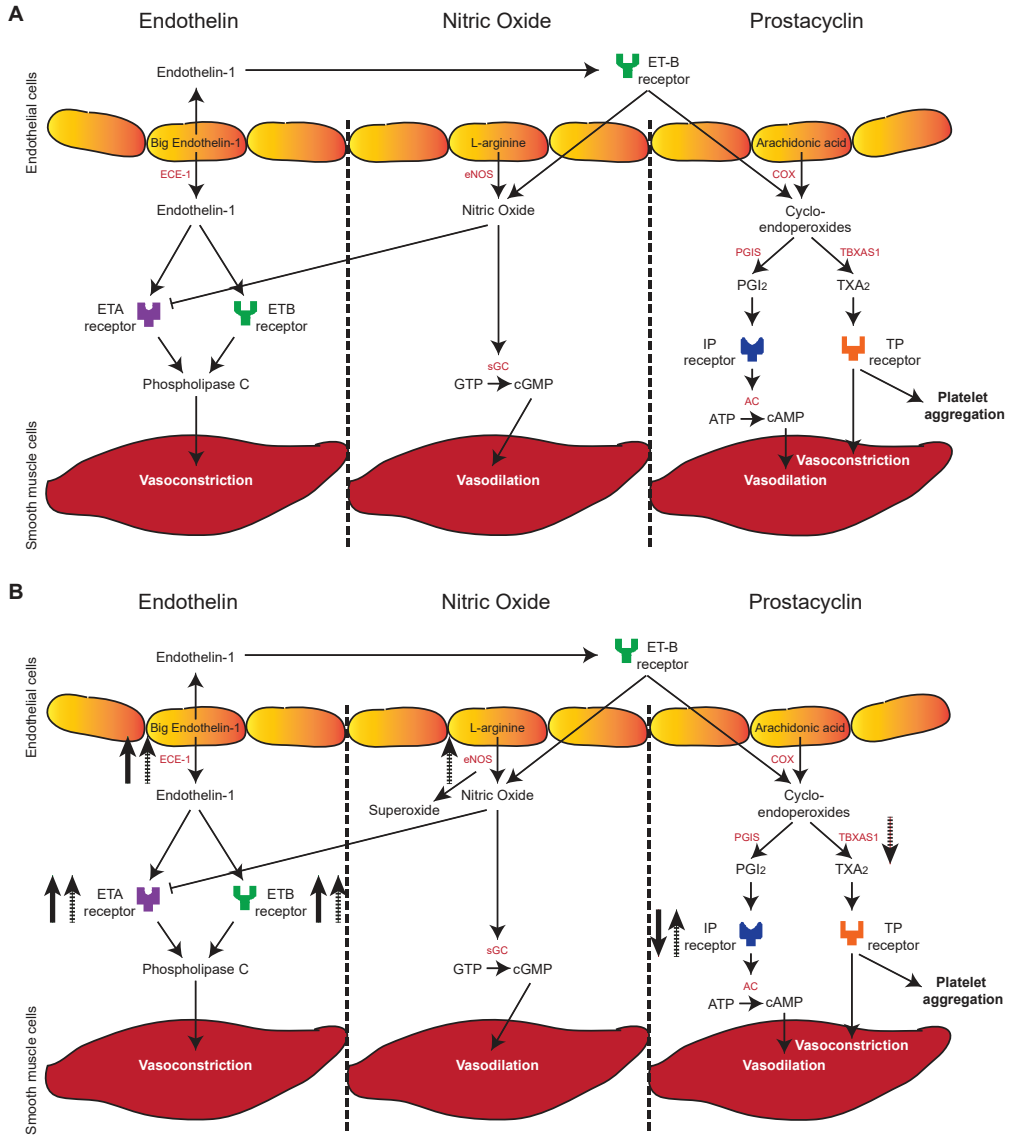 A
Endothelin
Nitric Oxide
Prostacyclin
Endothelial cells
Endothelin-1
ET-B
receptor
Big Endothelin-1
L-arginine
Arachidonic acid
ECE-1
eNOS
COX
Endothelin-1
Nitric Oxide
Cyclo-
endoperoxides
PGIS
TBXAS1
PGI2
TXA2
ETA
receptor
ETB
receptor
IP
receptor
TP
receptor
Phospholipase C
sGC
GTP
cGMP
AC
ATP
cAMP
Platelet
aggregation
Smooth muscle cells
Vasoconstriction
Vasodilation
Vasoconstriction
Vasodilation
B
Endothelin
Nitric Oxide
Prostacyclin
Endothelial cells
Endothelin-1
ET-B
receptor
Big Endothelin-1
L-arginine
Arachidonic acid
ECE-1
eNOS
COX
Endothelin-1
Superoxide
Nitric Oxide
Cyclo-
endoperoxides
PGIS
TBXAS1
PGI2
TXA2
ETA
receptor
ETB
receptor
IP
receptor
TP
receptor
Phospholipase C
sGC
GTP
cGMP
AC
ATP
cAMP
Platelet
aggregation
Smooth muscle cells
Vasoconstriction
Vasodilation
Vasoconstriction
Vasodilation